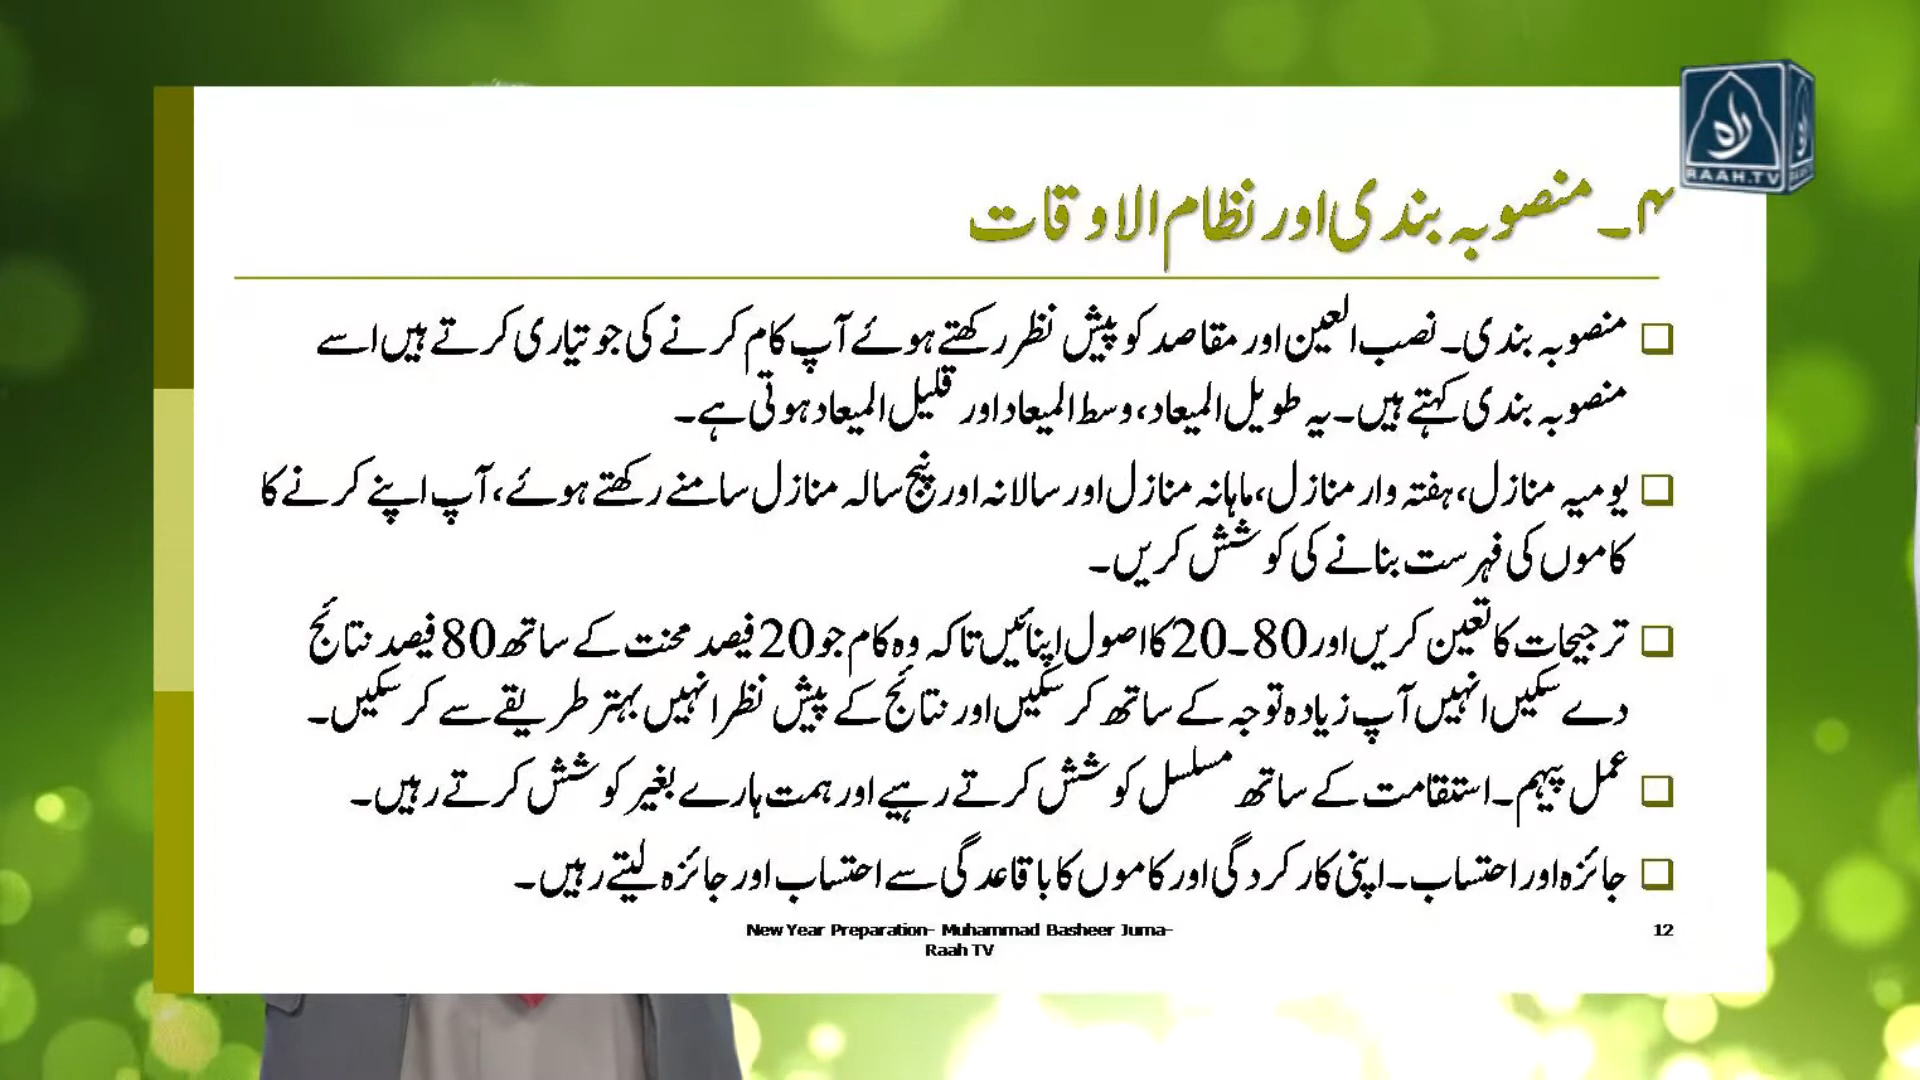 راہ
RAAH.TV
۴۔ منصوبہ بندی اور نظام الاوقات
منصوبہ بندی۔ نصب العین اور مقاصد کو پیش نظر رکھتے ہوئے آپ کام کرنے کی جو تیاری کرتے ہیں اسے
منصوبہ بندی کہتے ہیں۔ یہ طویل المیعاد، وسط المیعاد اور قلیل المیعاد ہوتی ہے۔
یومیہ منازل، ہفتہ وار منازل، ماہانہ منازل اور سالانہ اور پنج سالہ منازل سامنے رکھتے ہوئے، آپ اپنے کرنے کا
کاموں کی فہرست بنانے کی کوشش کریں۔
ترجیحات کا تعین کریں اور 80۔20 کا اصول اپنائیں تاکہ وہ کام جو 20 فیصد محنت کے ساتھ 80 فیصد نتائج
دے سکیں انہیں آپ زیادہ توجہ کے ساتھ کر سکیں اور نتائج کے پیش نظر انہیں بہتر طریقے سے کر سکیں۔
عمل پیہم۔ استقامت کے ساتھ مسلسل کوشش کرتے رہیے اور ہمت ہارے بغیر کوشش کرتے رہیں۔
جائزہ اور احتساب۔ اپنی کارکردگی اور کاموں کا باقاعدگی سے احتساب اور جائزہ لیتے رہیں۔
New Year Preparation- Muhammad Basheer Juma-
Raah TV
12